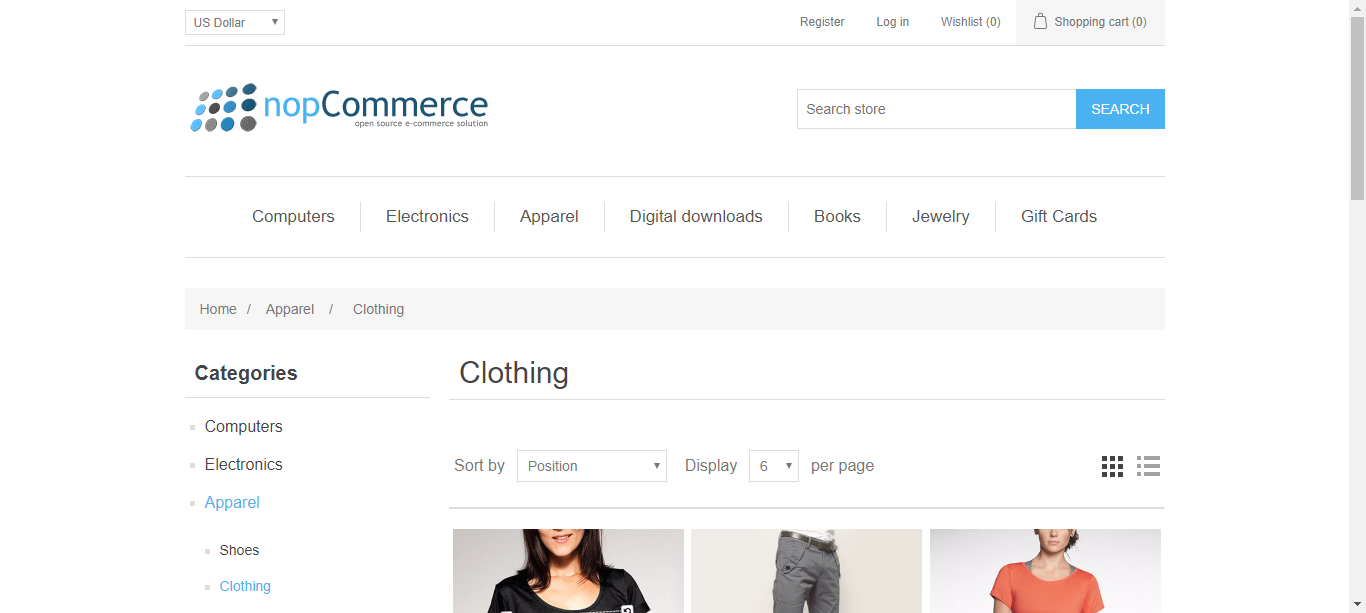 US Dollar Register Log in Wishlist (0) Shopping cart (0)
nopCommerce
open source e-commerce solution
Search store SEARCH
Computers Electronics Apparel Digital downloads Books Jewelry Gift Cards
Home / Apparel / Clothing
Categories
Computers
Electronics
Apparel
Shoes
Clothing
Clothing
Sort by Position Display 6 per page